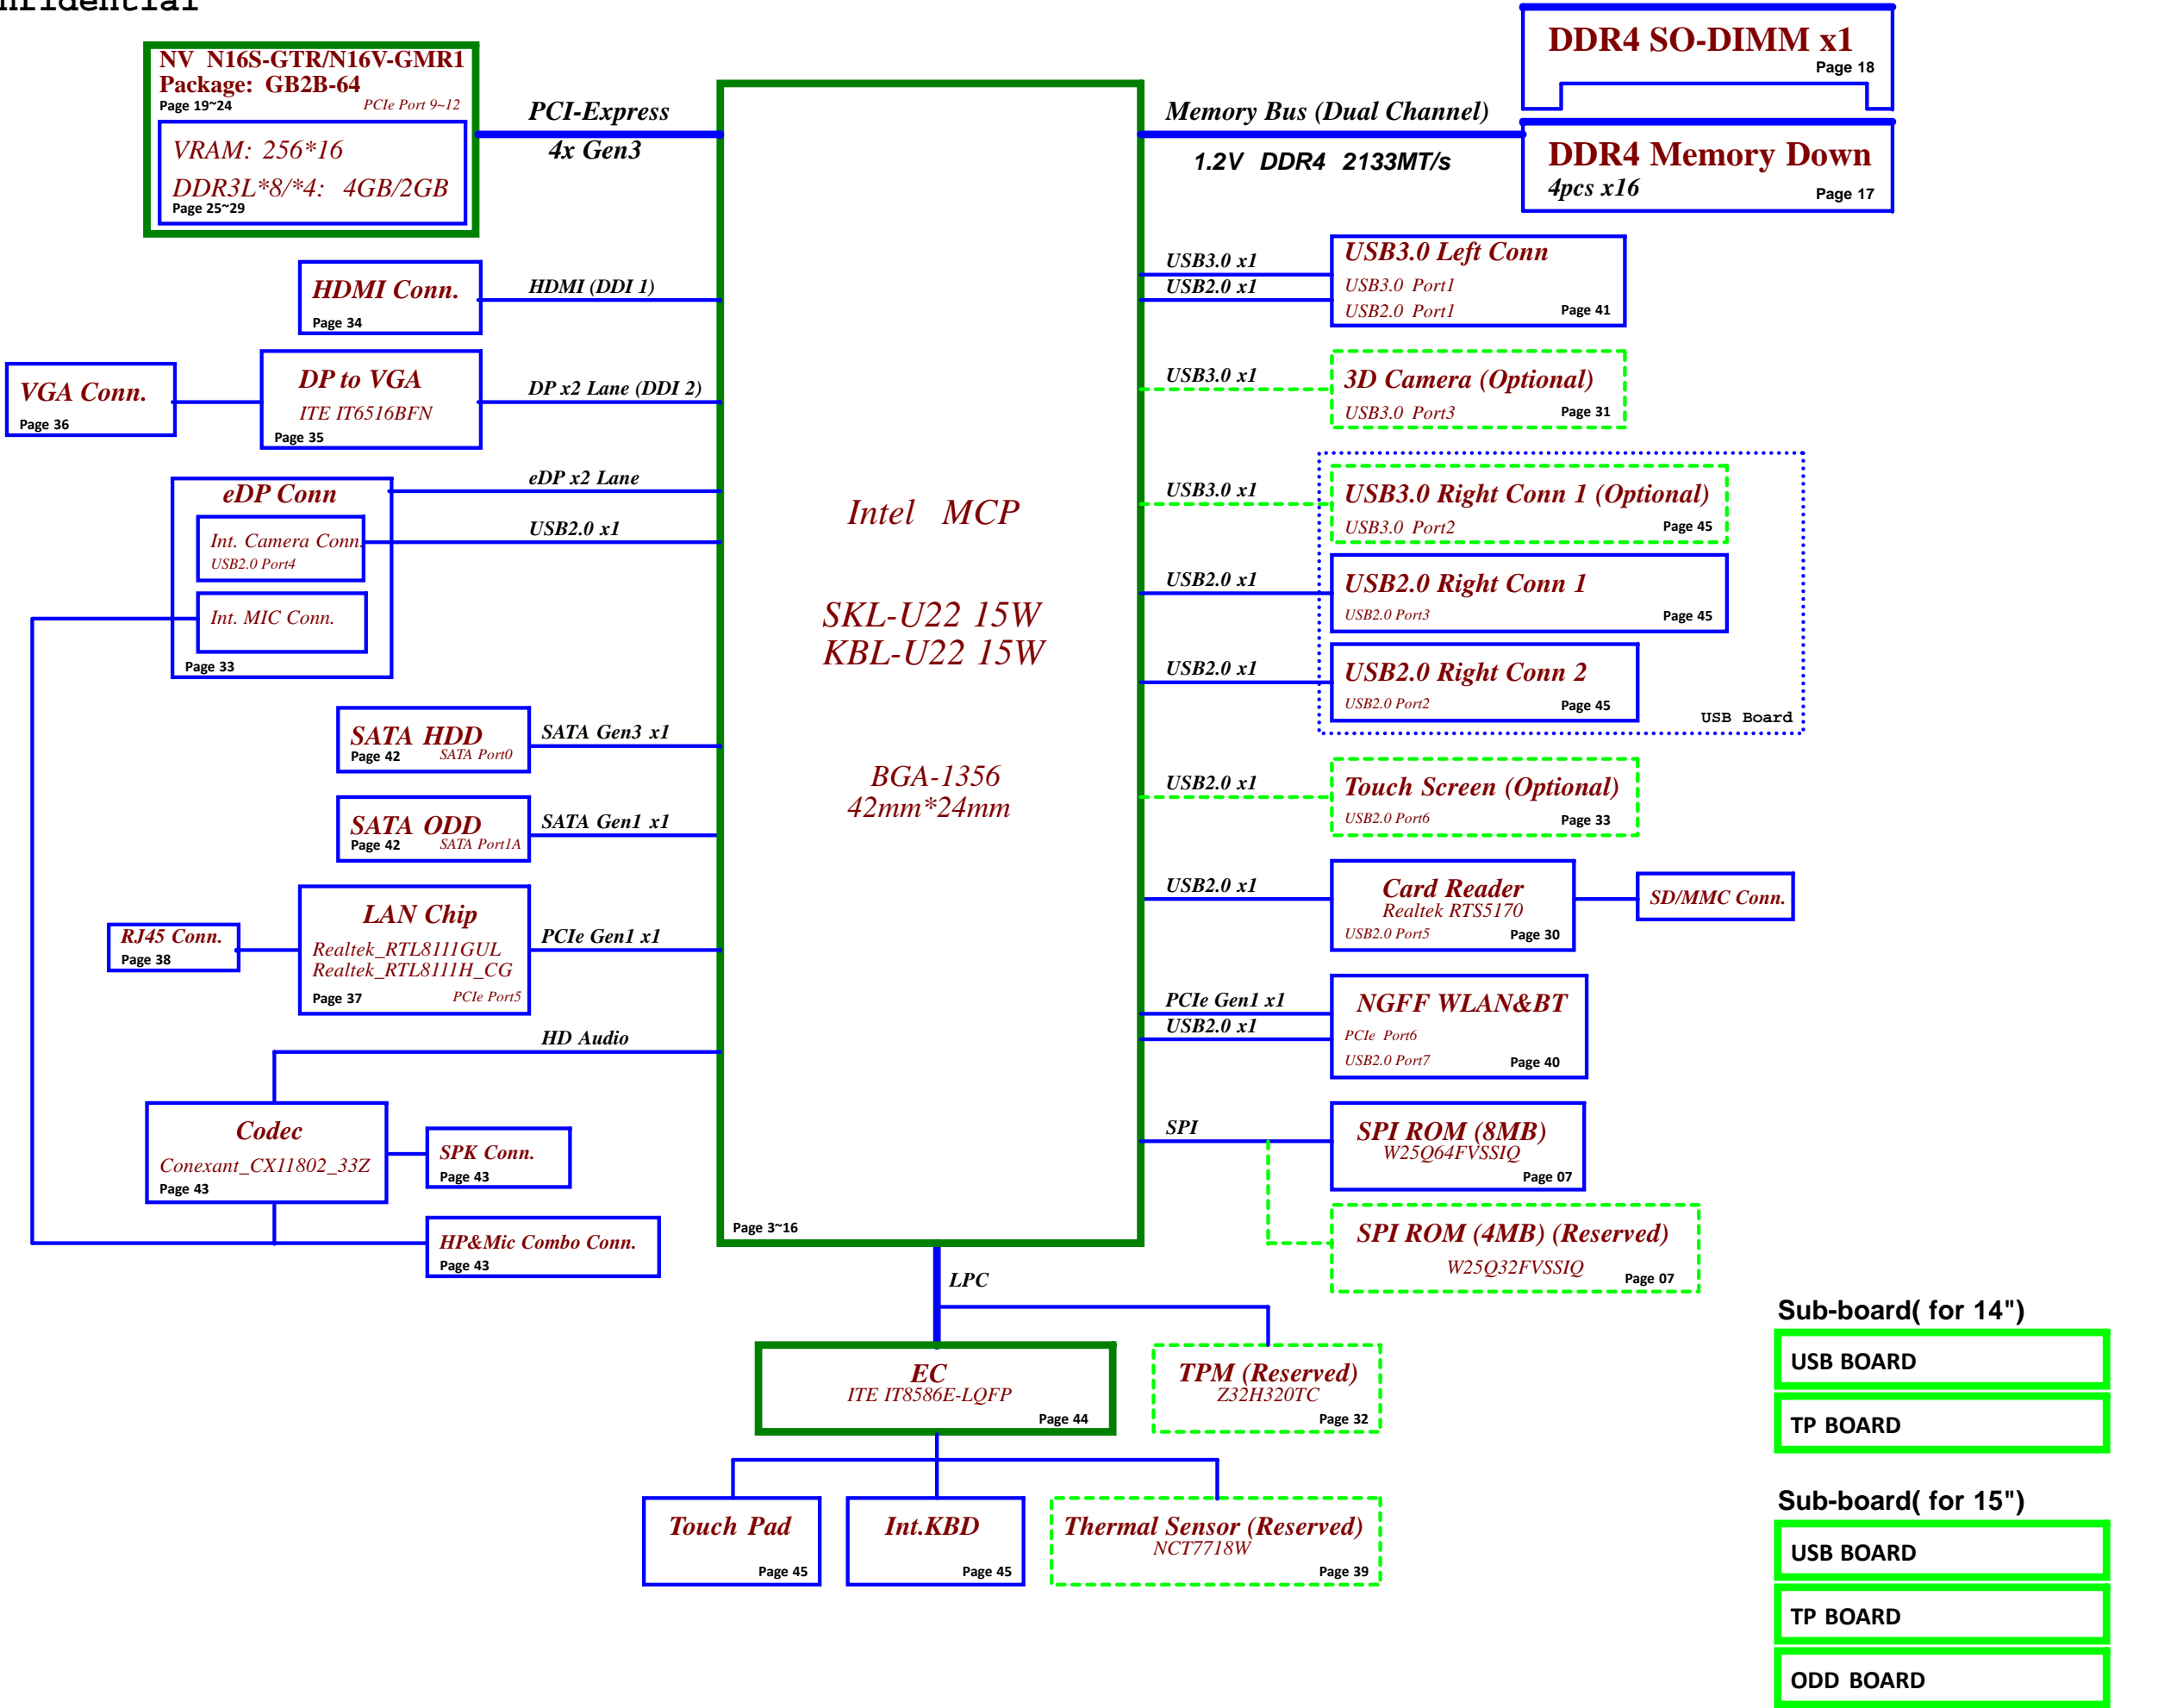 NV N16S-GTR/N16V-GMR1
Package: GB2B-64
Page 19~24
PCIe Port 9~12
VRAM: 256*16
DDR3L*8/*4: 4GB/2GB
Page 25~29
PCI-Express
4x Gen3
HDMI Conn.
Page 34
HDMI (DDI 1)
VGA Conn.
Page 36
DP to VGA
ITE IT6516BFN
Page 35
DP x2 Lane (DDI 2)
eDP Conn
eDP x2 Lane
Int. Camera Conn.
USB2.0 Port4
USB2.0 x1
Int. MIC Conn.
Page 33
SATA HDD
Page 42
SATA Port0
SATA Gen3 x1
SATA ODD
Page 42
SATA Port1A
SATA Gen1 x1
RJ45 Conn.
Page 38
LAN Chip
Realtek_RTL8111GUL
Realtek_RTL8111H_CG
Page 37
PCIe Port5
PCIe Gen1 x1
HD Audio
Codec
Conexant_CX11802_33Z
Page 43
SPK Conn.
Page 43
HP&Mic Combo Conn.
Page 43
Intel MCP
SKL-U22 15W
KBL-U22 15W
BGA-1356
42mm*24mm
Page 3~16
Memory Bus (Dual Channel)
1.2V DDR4 2133MT/s
DDR4 SO-DIMM x1
Page 18
DDR4 Memory Down
4pcs x16
Page 17
USB3.0 x1
USB2.0 x1
USB3.0 Left Conn
USB3.0 Port1
USB2.0 Port1
Page 41
USB3.0 x1
3D Camera (Optional)
USB3.0 Port3
Page 31
USB3.0 x1
USB3.0 Right Conn 1 (Optional)
USB3.0 Port2
Page 45
USB2.0 x1
USB2.0 Right Conn 1
USB2.0 Port3
Page 45
USB2.0 x1
USB2.0 Right Conn 2
USB2.0 Port2
Page 45
USB Board
USB2.0 x1
Touch Screen (Optional)
USB2.0 Port6
Page 33
USB2.0 x1
Card Reader
Realtek RTS5170
USB2.0 Port5
Page 30
SD/MMC Conn.
PCIe Gen1 x1
USB2.0 x1
NGFF WLAN&BT
PCIe Port6
USB2.0 Port7
Page 40
SPI
SPI ROM (8MB)
W25Q64FVSSIQ
Page 07
SPI ROM (4MB) (Reserved)
W25Q32FVSSIQ
Page 07
LPC
EC
ITE IT8586E-LQFP
Page 44
TPM (Reserved)
Z32H320TC
Page 32
Touch Pad
Page 45
Int.KBD
Page 45
Thermal Sensor (Reserved)
NCT7718W
Page 39
Sub-board( for 14")
USB BOARD
TP BOARD
Sub-board( for 15")
USB BOARD
TP BOARD
ODD BOARD